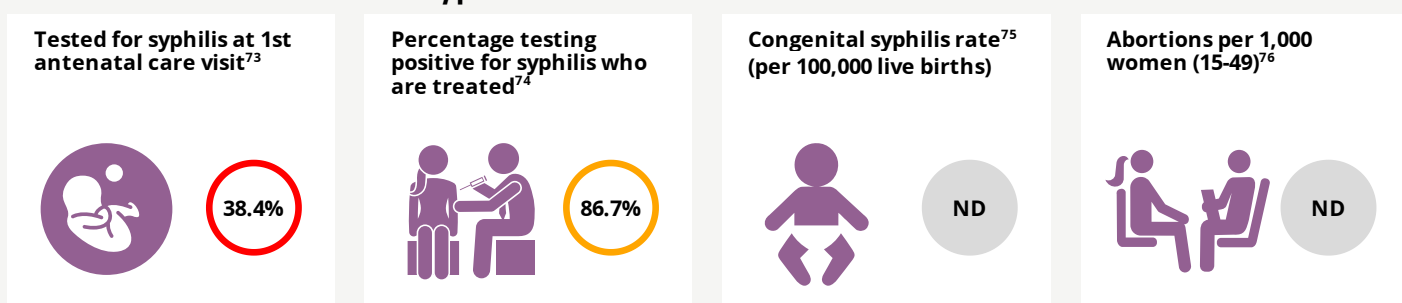 Tested for syphilis at 1st
antenatal care visit73
38.4%
Percentage testing
positive for syphilis who
are treated74
86.7%
Congenital syphilis rate75
(per 100,000 live births)
ND
Abortions per 1,000
women (15-49)76
ND